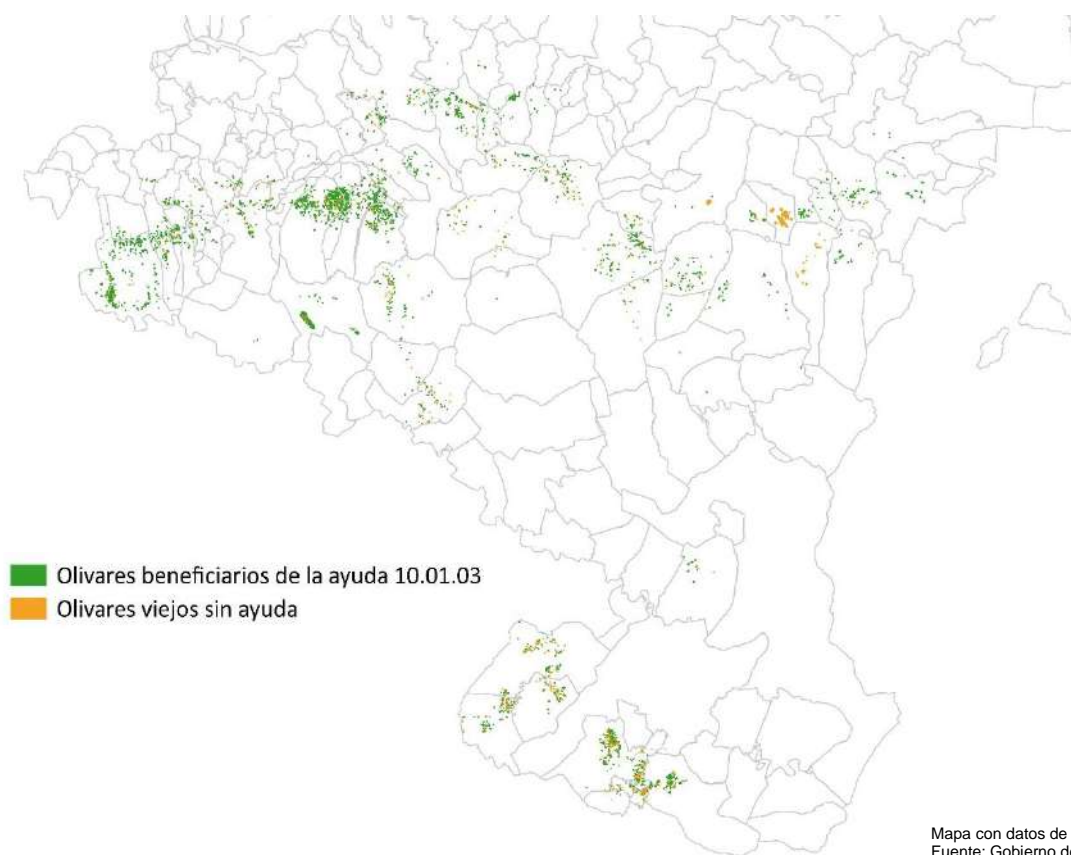 Olivares beneficiarios de la ayuda 10.01.03
Olivares viejos sin ayuda
Mapa con datos de
Fuente: Gobierno de